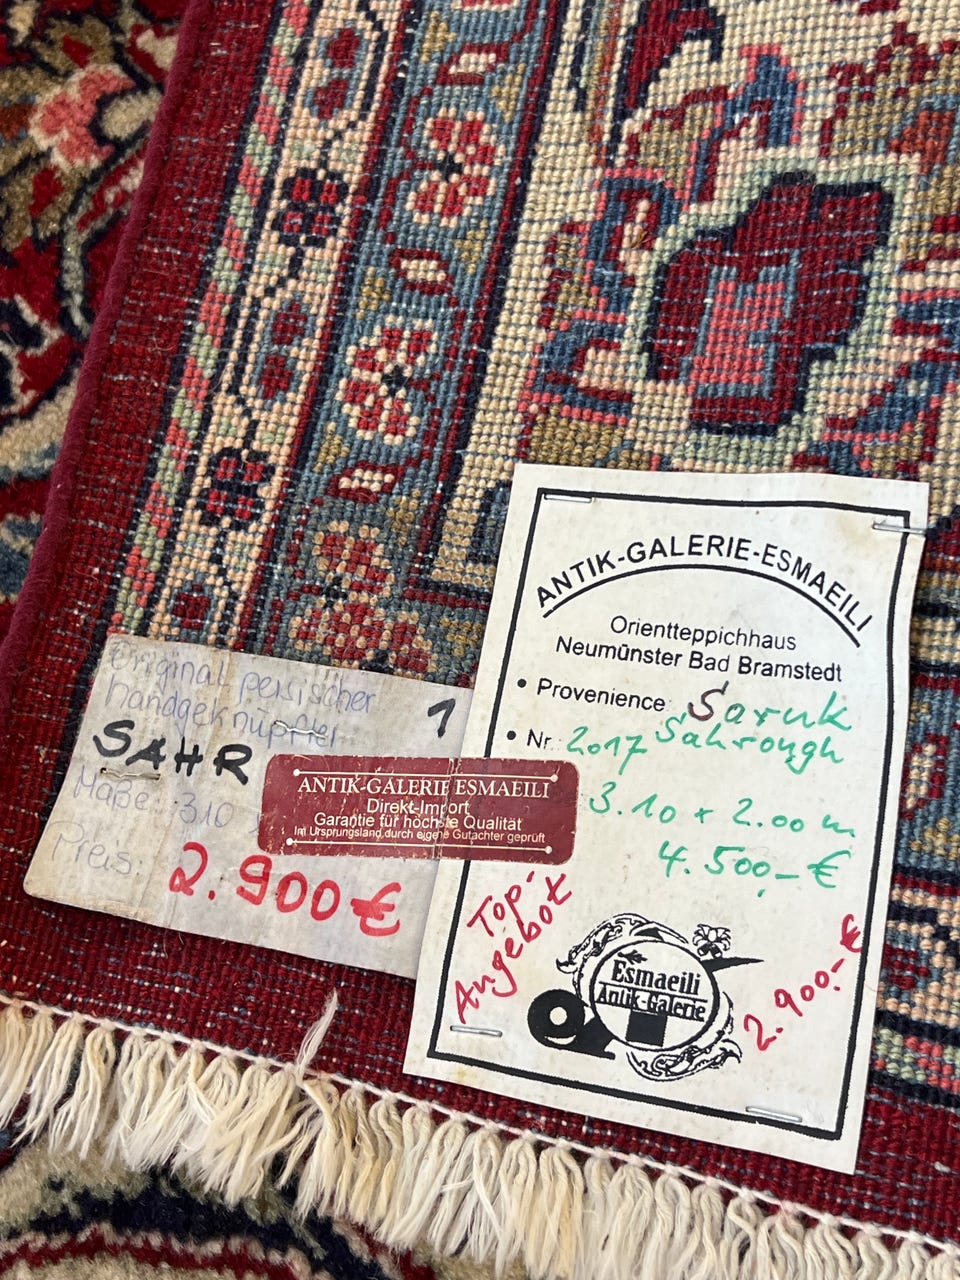 Original persischer
handgeknüpfter
1
SAHR
Maße: 310
Preis:
2.900 €
ANTIK-GALERIE ESMAEILI
Direkt-Import
Garantie für höchste Qualität
Im Ursprungsland durch eigene Gutachter geprüft
ANTIK-GALERIE-ESMAEILI
Orientteppichhaus
Neumünster Bad Bramstedt
• Provenience: Saruk
Sahrough
• Nr. 2017
3.10 x 2.00 m
4.500,- €
Top-
Angebot
Esmaeili
Antik-Galerie
2.900.- €